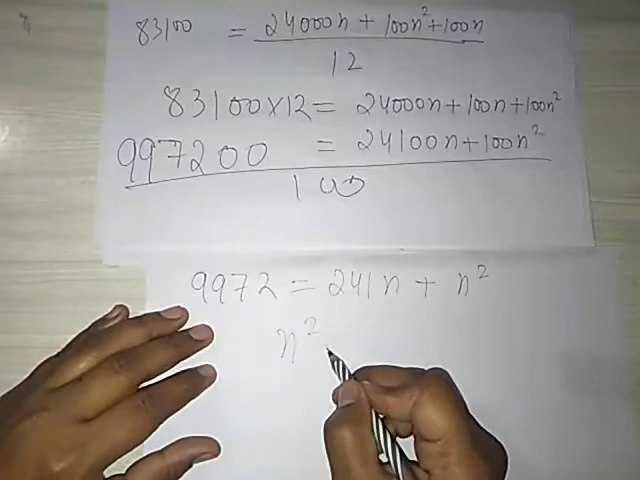 83100 = 24000n + 100n² + 100n
12
83100×12 = 24000n + 100n + 100n²
997200 = 24100n + 100n²
100
9972 = 241n + n²
n²